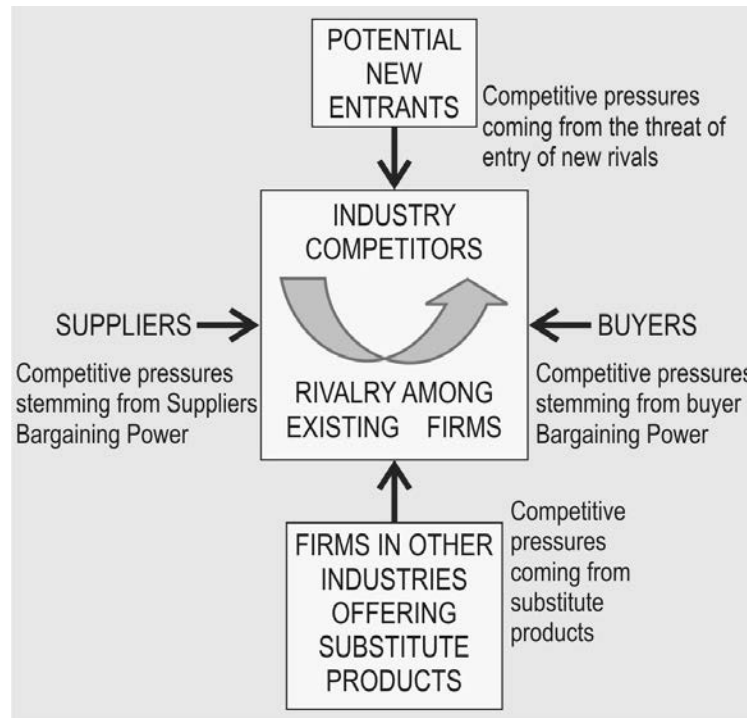 POTENTIAL
NEW
ENTRANTS
Competitive pressures
coming from the threat of
entry of new rivals
INDUSTRY
COMPETITORS
SUPPLIERS
Competitive pressures
stemming from Suppliers
Bargaining Power
BUYERS
Competitive pressures
stemming from buyer
Bargaining Power
RIVALRY AMONG
EXISTING FIRMS
FIRMS IN OTHER
INDUSTRIES
OFFERING
SUBSTITUTE
PRODUCTS
Competitive
pressures
coming from
substitute
products